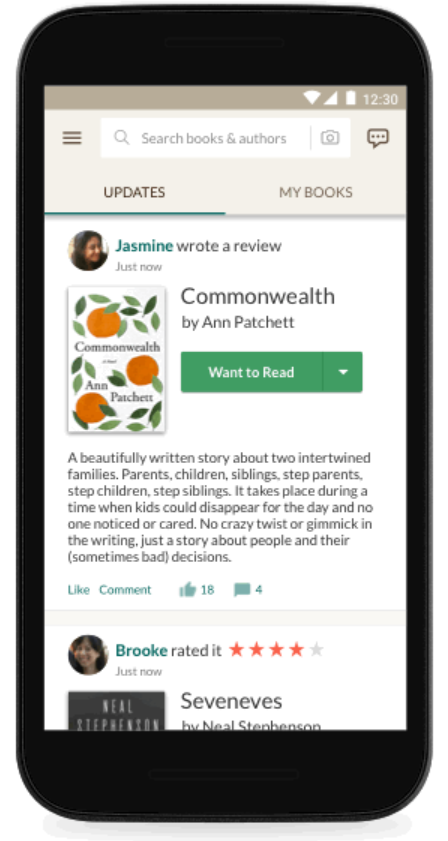 12:30
Search books & authors
UPDATES MY BOOKS
Jasmine wrote a review
Just now
Commonwealth
by Ann Patchett
Commonwealth
a novel
Ann
Patchett
Want to Read
A beautifully written story about two intertwined
families. Parents, children, siblings, step parents,
step children, step siblings. It takes place during a
time when kids could disappear for the day and no
one noticed or cared. No crazy twist or gimmick in
the writing, just a story about people and their
(sometimes bad) decisions.
Like Comment 18 4
Brooke rated it
Just now
Seveneves
by Neal Stephenson
NEAL
STEPHENSON